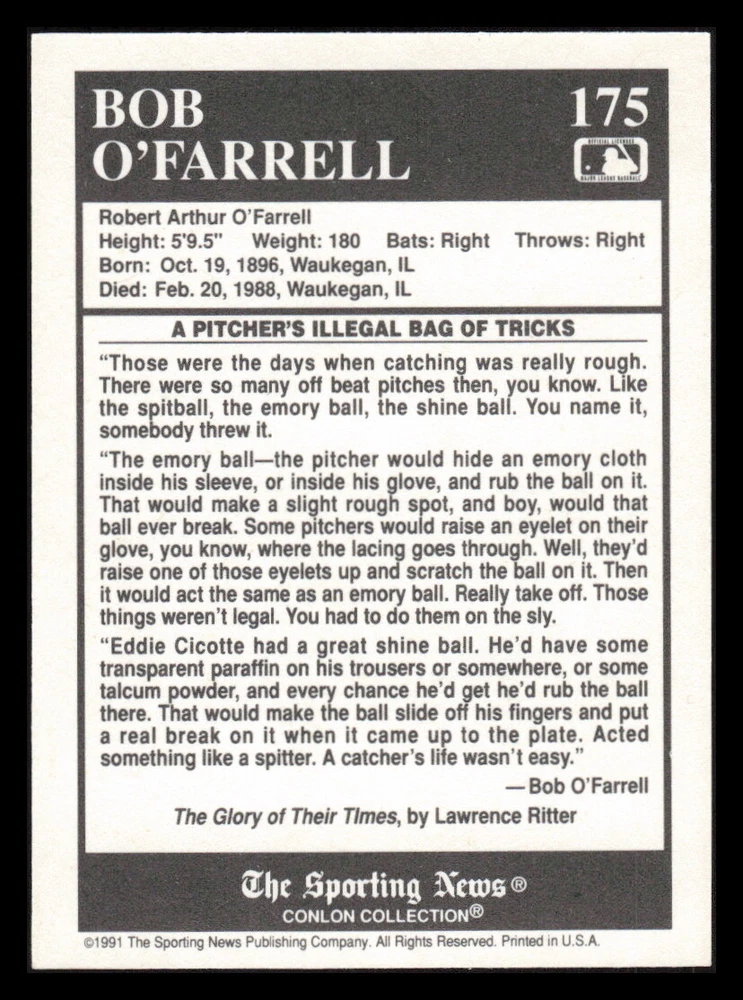 BOB
O'FARRELL
175
OFFICIAL LICENSEE
MAJOR LEAGUE BASEBALL
Robert Arthur O'Farrell
Height: 5'9.5" Weight: 180 Bats: Right Throws: Right
Born: Oct. 19, 1896, Waukegan, IL
Died: Feb. 20, 1988, Waukegan, IL
A PITCHER'S ILLEGAL BAG OF TRICKS
“Those were the days when catching was really rough.
There were so many off beat pitches then, you know. Like
the spitball, the emory ball, the shine ball. You name it,
somebody threw it.
“The emory ball—the pitcher would hide an emory cloth
inside his sleeve, or inside his glove, and rub the ball on it.
That would make a slight rough spot, and boy, would that
ball ever break. Some pitchers would raise an eyelet on their
glove, you know, where the lacing goes through. Well, they'd
raise one of those eyelets up and scratch the ball on it. Then
it would act the same as an emory ball. Really take off. Those
things weren't legal. You had to do them on the sly.
“Eddie Cicotte had a great shine ball. He'd have some
transparent paraffin on his trousers or somewhere, or some
talcum powder, and every chance he'd get he'd rub the ball
there. That would make the ball slide off his fingers and put
a real break on it when it came up to the plate. Acted
something like a spitter. A catcher's life wasn't easy.”
—Bob O'Farrell
The Glory of Their TImes, by Lawrence Ritter
The Sporting News®
CONLON COLLECTION®
©1991 The Sporting News Publishing Company. All Rights Reserved. Printed in U.S.A.